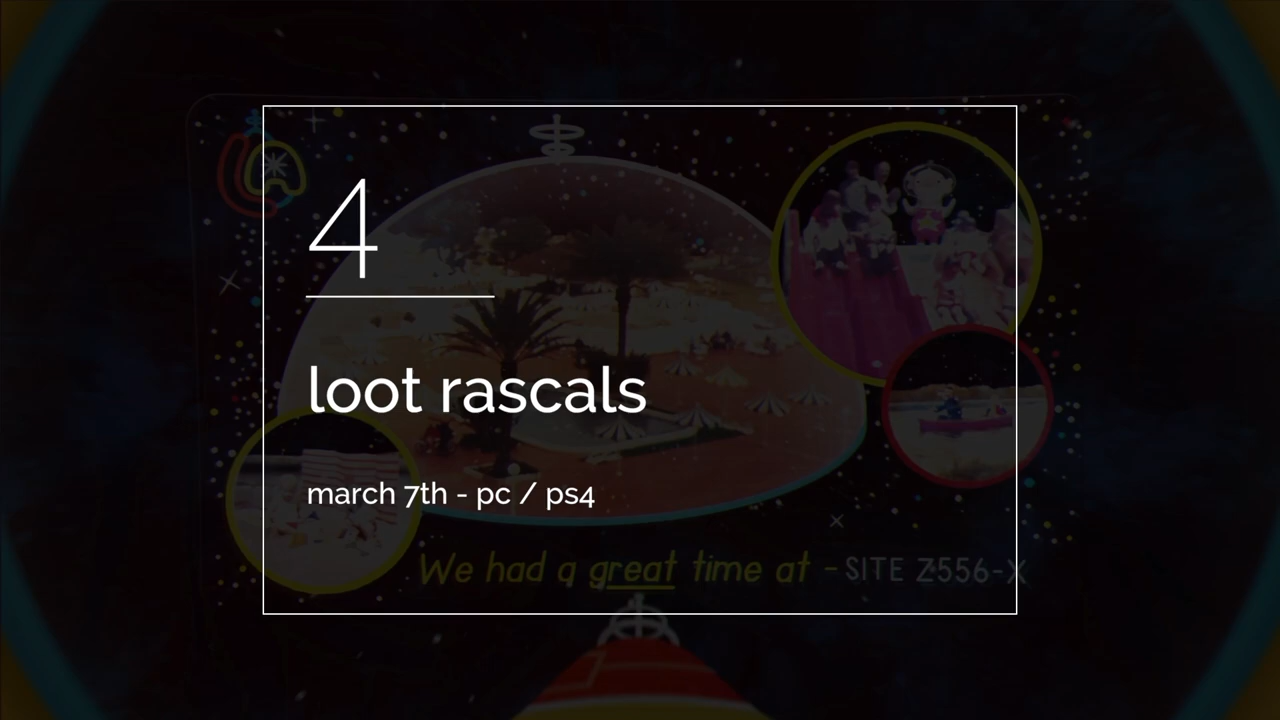 4
loot rascals
march 7th - pc / ps4
We had a great time at - SITE Z556-X